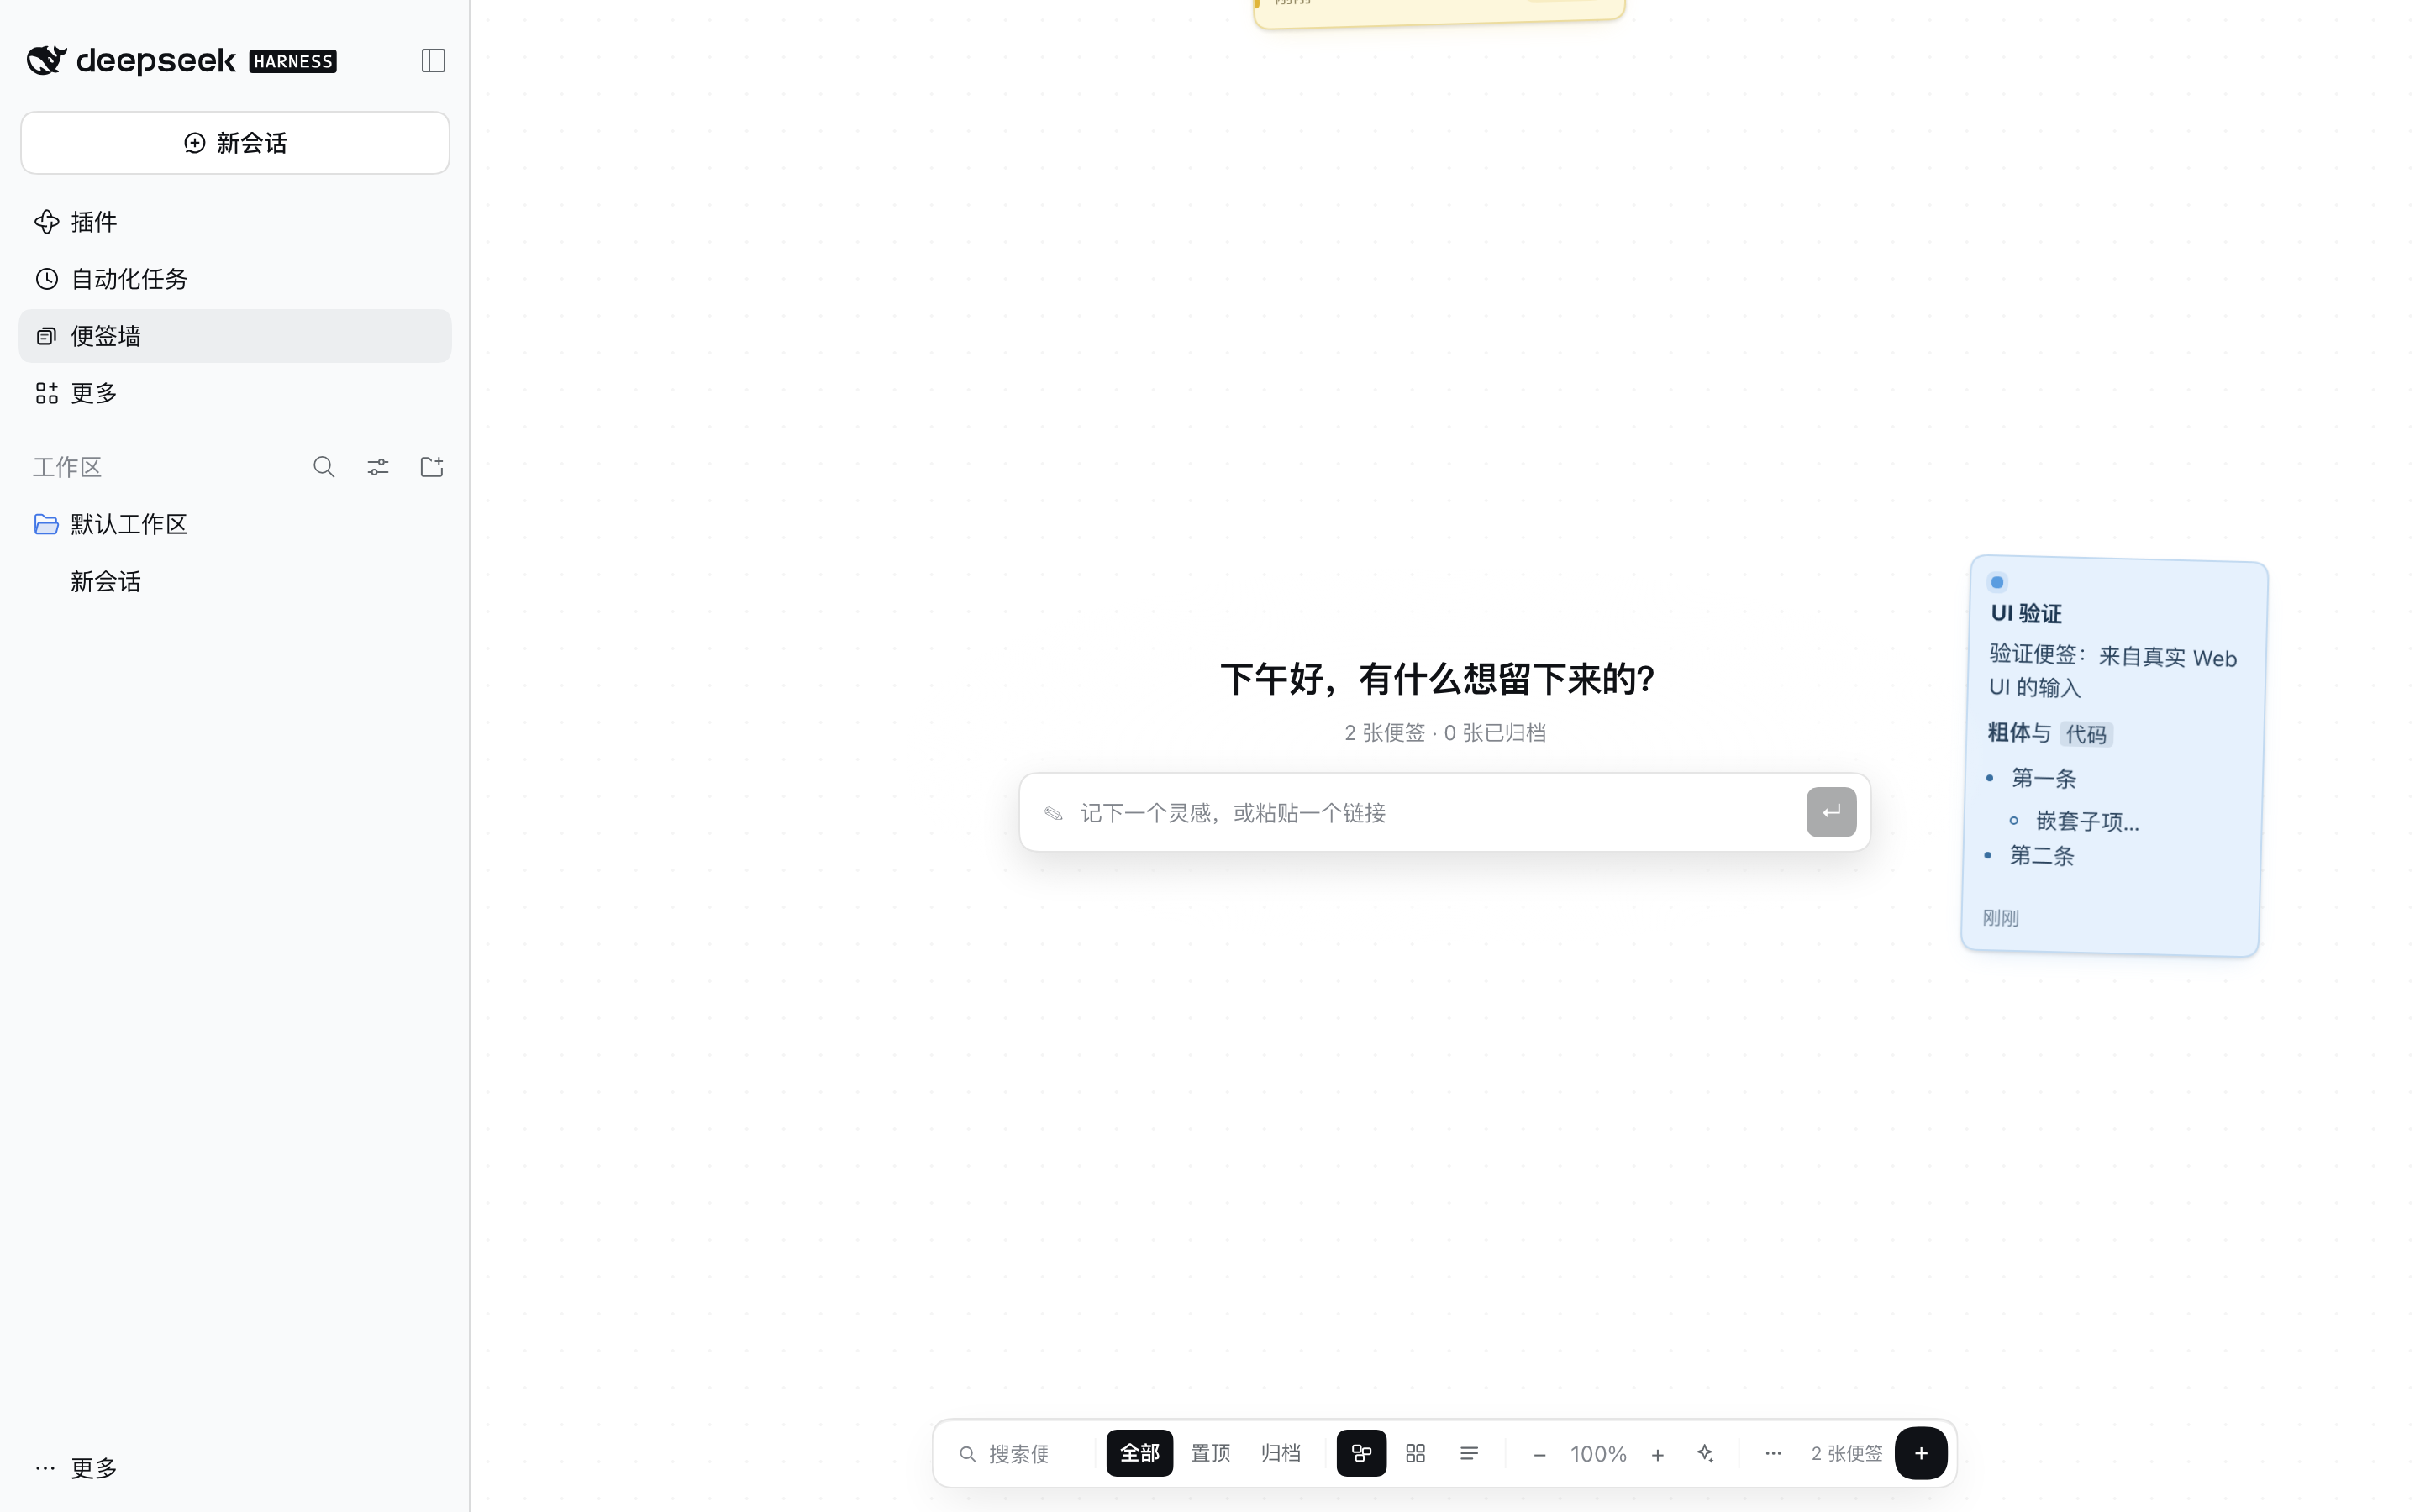 deepseek HARNESS
新会话
插件
自动化任务
便签墙
更多
工作区
默认工作区
新会话
更多
下午好，有什么想留下来的?
2 张便签 · 0 张已归档
记下一个灵感，或粘贴一个链接
UI 验证
验证便签：来自真实 Web
UI 的输入
粗体与 代码
第一条
嵌套子项...
第二条
刚刚
搜索便 全部 置顶 归档 − 100% + 2 张便签 +